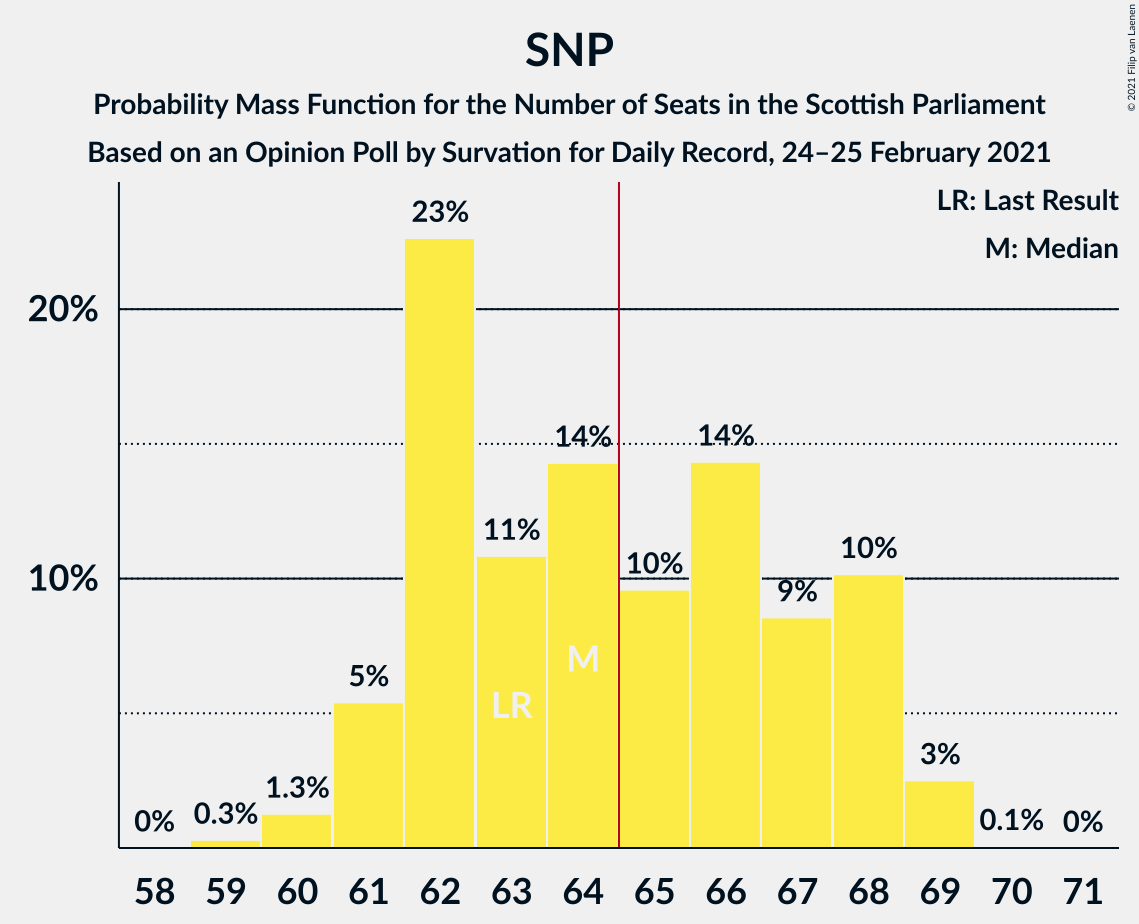 SNP
Probability Mass Function for the Number of Seats in the Scottish Parliament
Based on an Opinion Poll by Survation for Daily Record, 24–25 February 2021
© 2021 Filip van Laenen
LR: Last Result
M: Median
20%
10%
0%
0.3%
1.3%
5%
23%
11%
14%
10%
14%
9%
10%
3%
0.1%
0%
LR
M
58 59 60 61 62 63 64 65 66 67 68 69 70 71